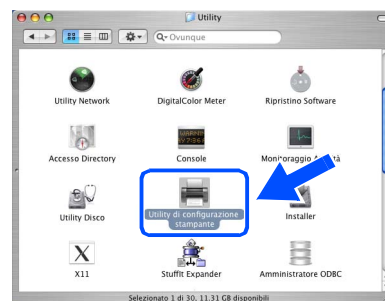 Utility
Ovunque
Utility Network
DigitalColor Meter
Ripristino Software
Accesso Directory
Console
Monitoraggio
Utility Disco
Utility di configurazione
stampante
Installer
X11
StuffIt Expander
Amministratore ODBC
Selezionato 1 di 30, 11,31 GB disponibili